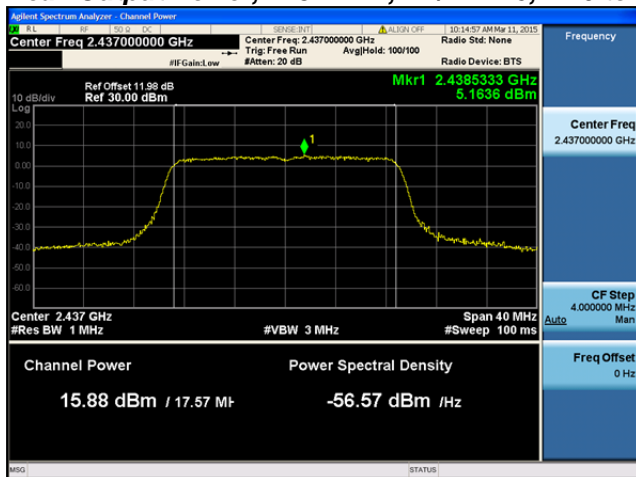 Agilent Spectrum Analyzer - Channel Power
RL RF 50 Ω DC SENSE:INT ALIGN OFF 10:14:57 AM Mar 11, 2015
Center Freq 2.437000000 GHz
Center Freq: 2.437000000 GHz
Radio Std: None
Trig: Free Run Avg|Hold: 100/100
#IFGain:Low #Atten: 20 dB Radio Device: BTS
Mkr1 2.4385333 GHz
5.1636 dBm
Ref Offset 11.98 dB
10 dB/div Ref 30.00 dBm
Log
20.0
10.0
1
0.00
-10.0
-20.0
-30.0
-40.0
-50.0
-60.0
Center 2.437 GHz Span 40 MHz
#Res BW 1 MHz #VBW 3 MHz #Sweep 100 ms
Channel Power Power Spectral Density
15.88 dBm / 17.57 MH -56.57 dBm /Hz
MSG STATUS
Frequency
Center Freq
2.437000000 GHz
CF Step
4.000000 MHz
Auto Man
Freq Offset
0 Hz